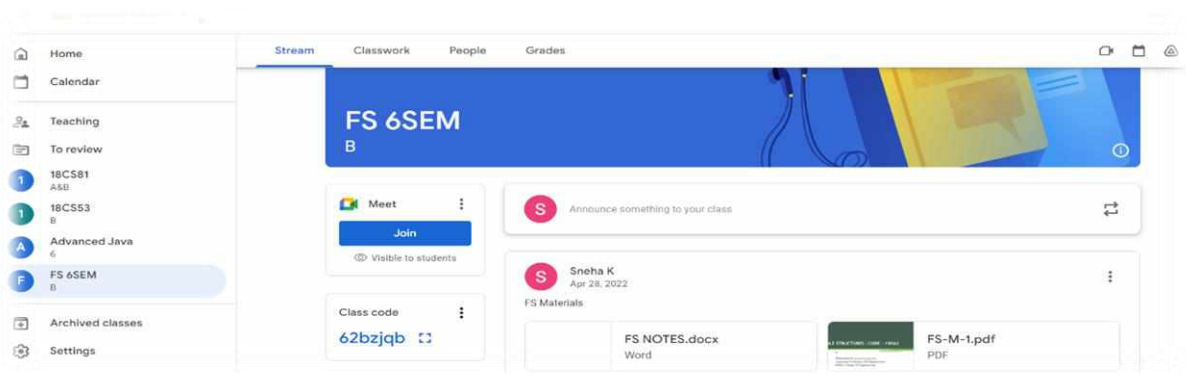 Home
Calendar
Teaching
To review
1
18CS81
A&B
1
18CS53
B
A
Advanced Java
6
F
FS 6SEM
B
Archived classes
Settings
Stream Classwork People Grades
FS 6SEM
B
Meet
Join
Visible to students
Class code
62bzjqb
S
Announce something to your class
S
Sneha K
Apr 28, 2022
FS Materials
FS NOTES.docx
Word
FS-M-1.pdf
PDF